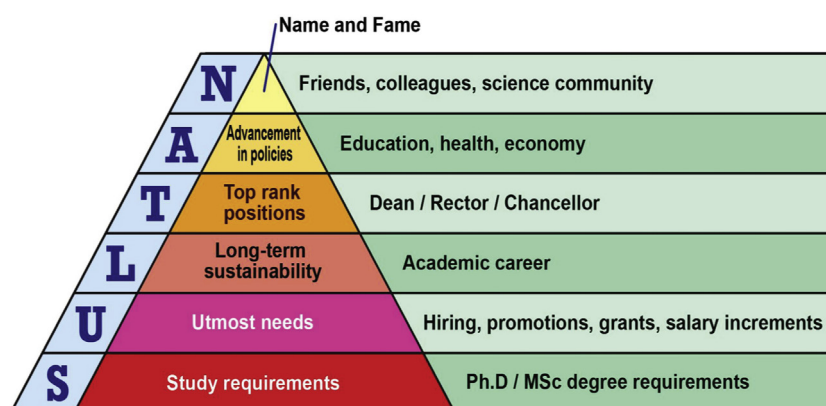 Name and Fame
N
Friends, colleagues, science community
A
Advancement
in policies
Education, health, economy
T
Top rank
positions
Dean / Rector / Chancellor
L
Long-term
sustainability
Academic career
U
Utmost needs
Hiring, promotions, grants, salary increments
S
Study requirements
Ph.D / MSc degree requirements